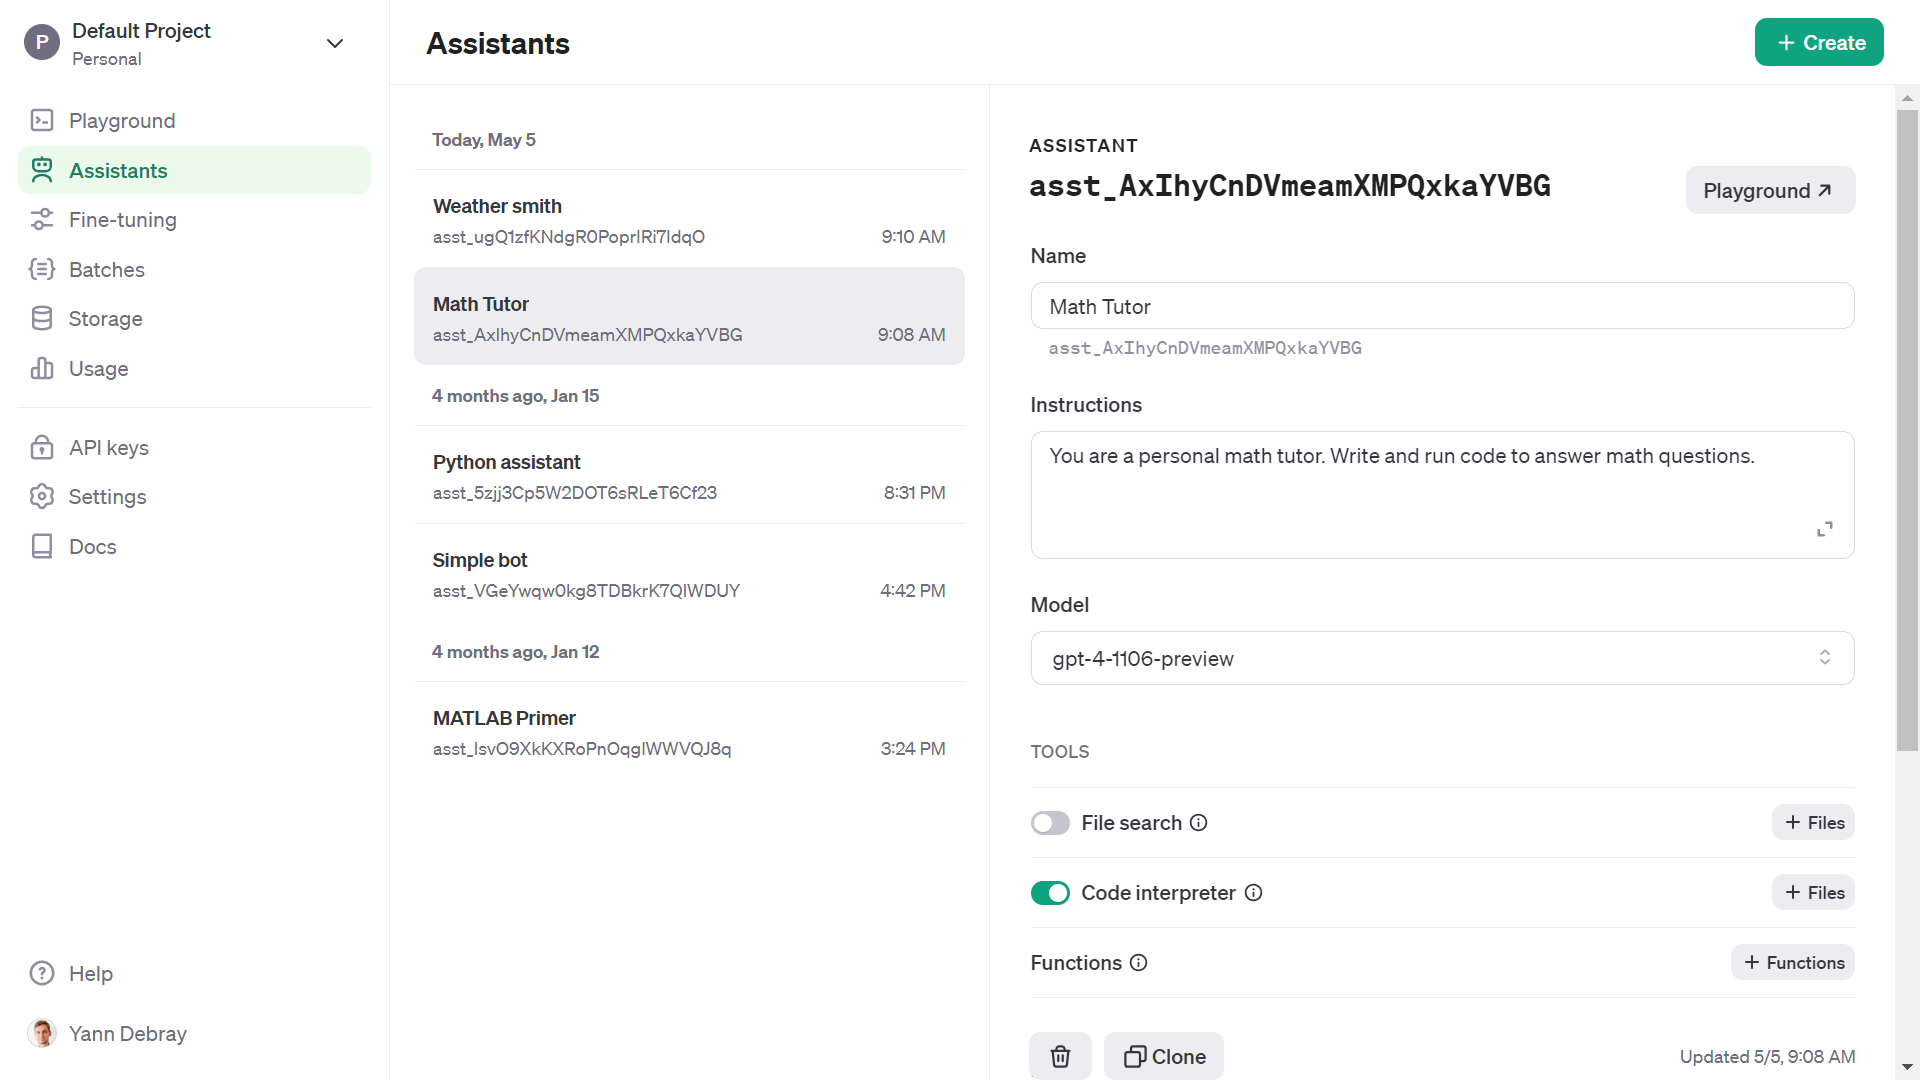 P
Default Project
Personal
Playground
Assistants
Fine-tuning
Batches
Storage
Usage
API keys
Settings
Docs
Help
Yann Debray
Assistants
+ Create
Today, May 5
Weather smith
asst_ugQ1zfKNdgR0PoprIRi7ldqO 9:10 AM
Math Tutor
asst_AxIhyCnDVmeamXMPQxkaYVBG 9:08 AM
4 months ago, Jan 15
Python assistant
asst_5zjj3Cp5W2DOT6sRLeT6Cf23 8:31 PM
Simple bot
asst_VGeYwqw0kg8TDBkrK7QIWDUY 4:42 PM
4 months ago, Jan 12
MATLAB Primer
asst_IsvO9XkKXRoPnOqgIWWVQJ8q 3:24 PM
ASSISTANT
asst_AxIhyCnDVmeamXMPQxkaYVBG
Playground
Name
Math Tutor
asst_AxIhyCnDVmeamXMPQxkaYVBG
Instructions
You are a personal math tutor. Write and run code to answer math questions.
Model
gpt-4-1106-preview
TOOLS
File search + Files
Code interpreter + Files
Functions + Functions
Clone
Updated 5/5, 9:08 AM